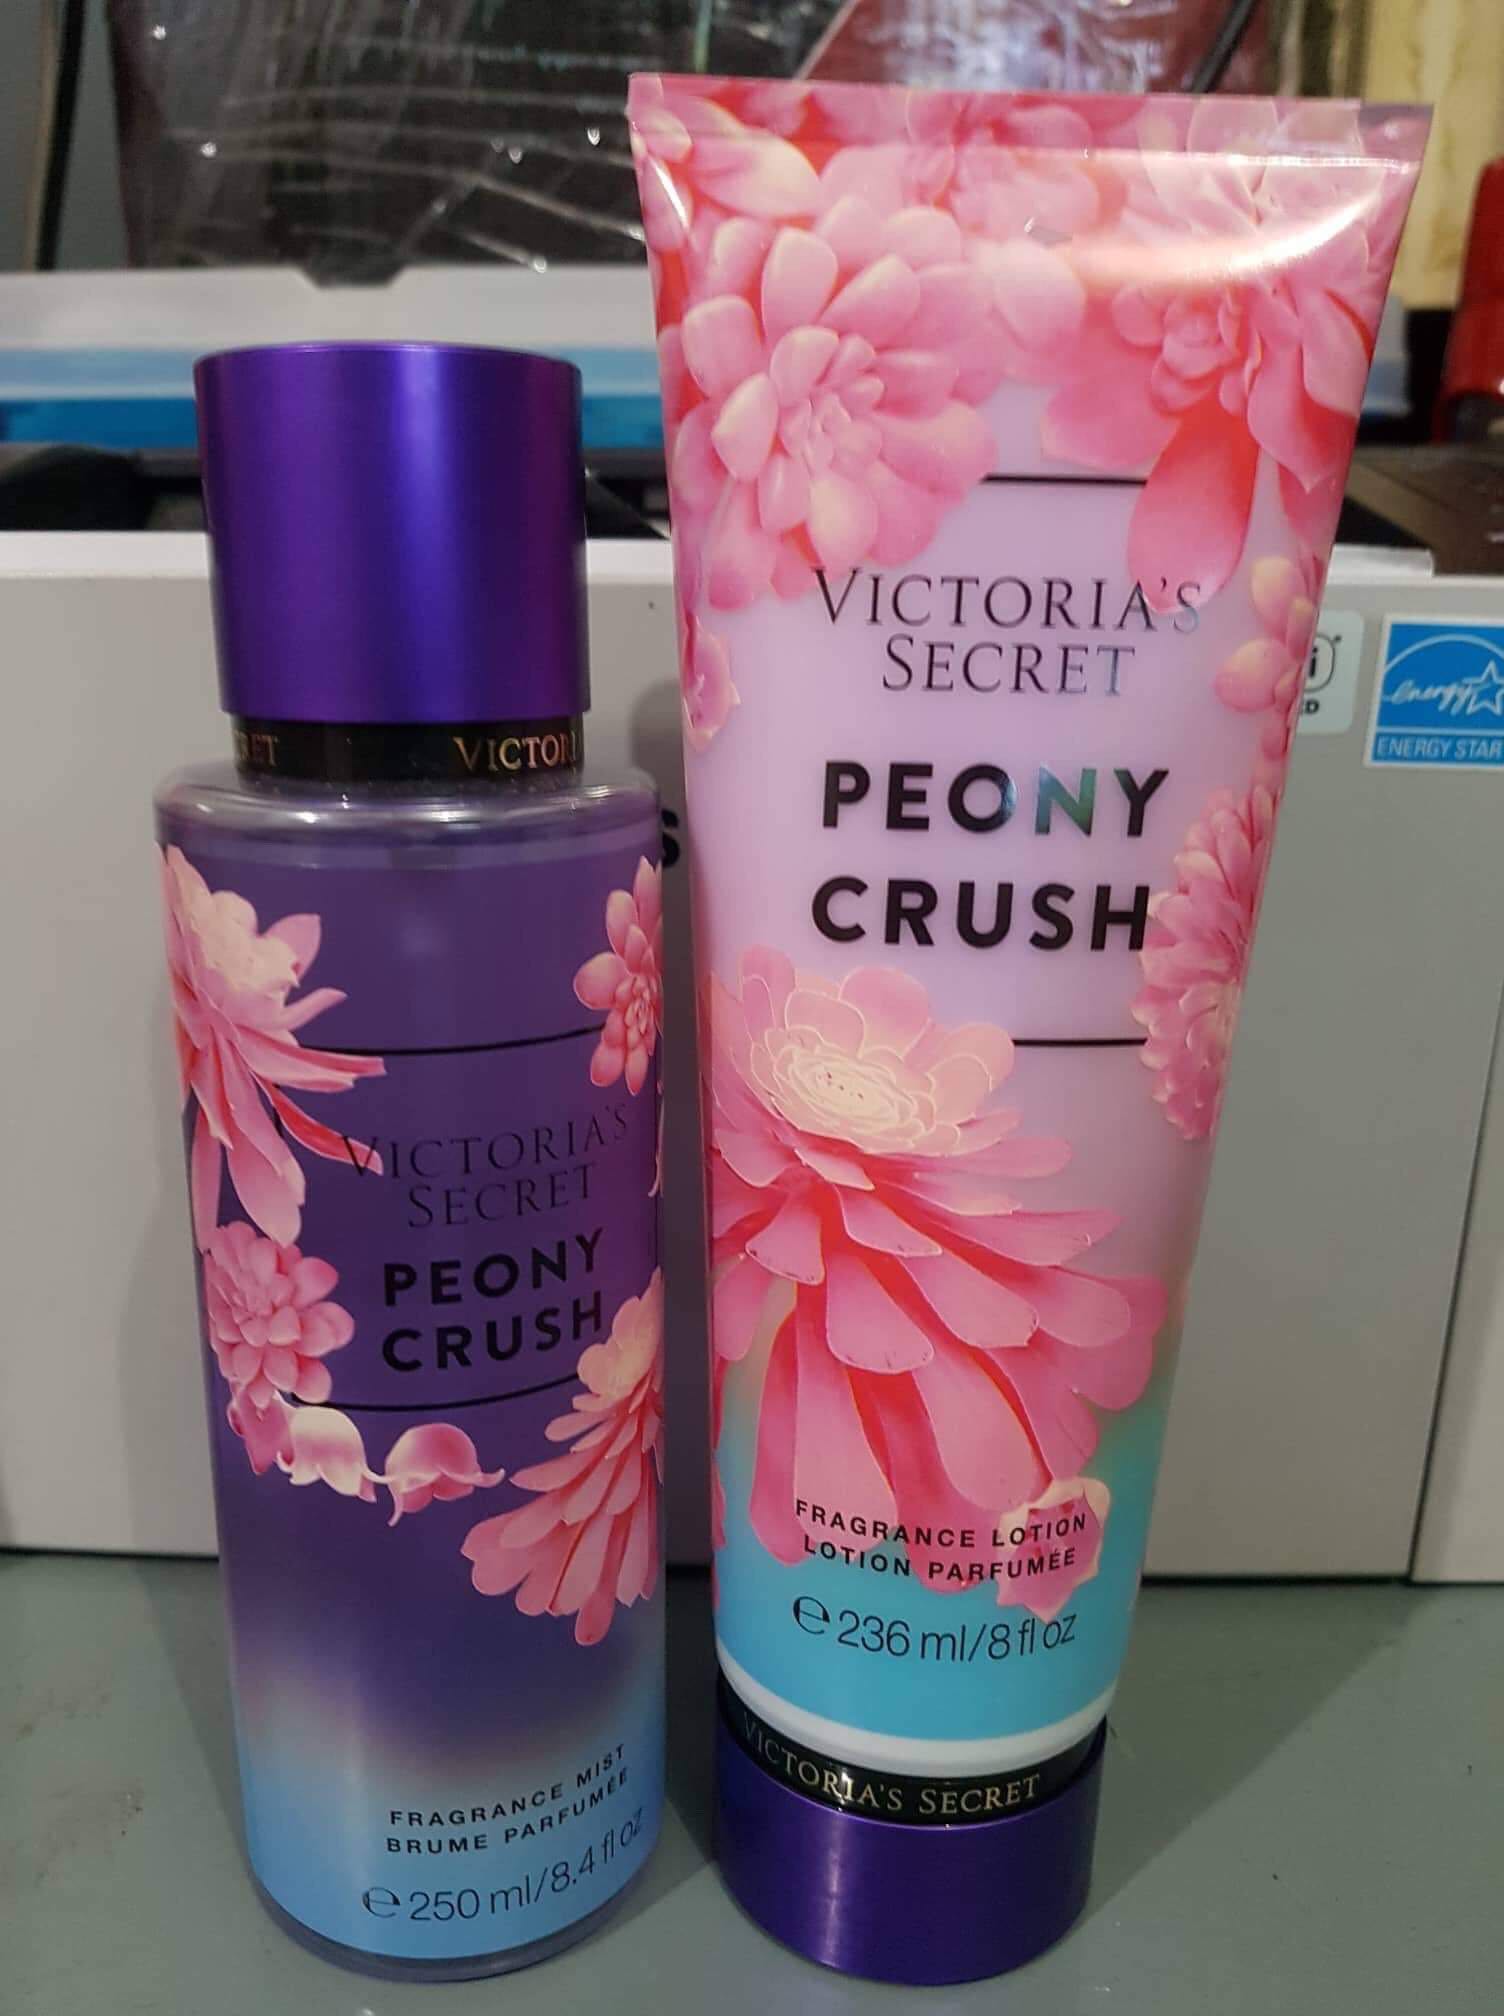 VICTORIA'S
SECRET
PEONY
CRUSH
FRAGRANCE MIST
BRUME PARFUMÉE
℮ 250 ml/8.4 fl oz
VICTORIA'S
SECRET
PEONY
CRUSH
FRAGRANCE LOTION
LOTION PARFUMÉE
℮ 236 ml/8 fl oz
VICTORIA'S SECRET
energy
ENERGY STAR